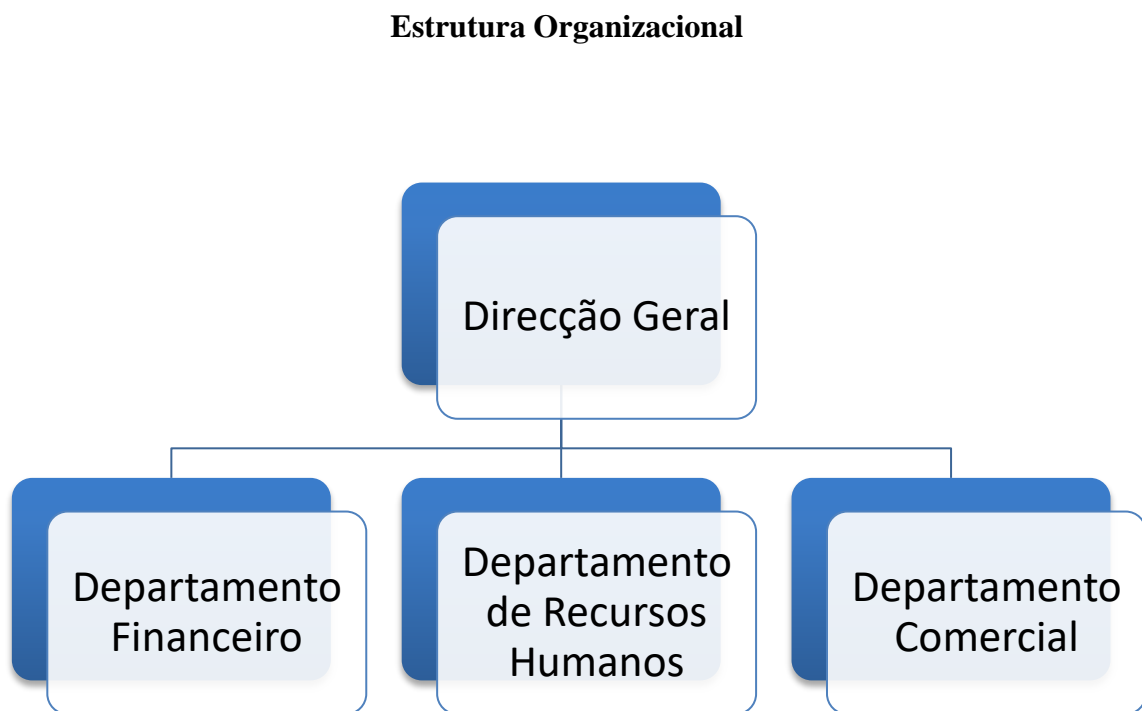 Estrutura Organizacional
Direcção Geral
Departamento
Financeiro
Departamento
de Recursos
Humanos
Departamento
Comercial